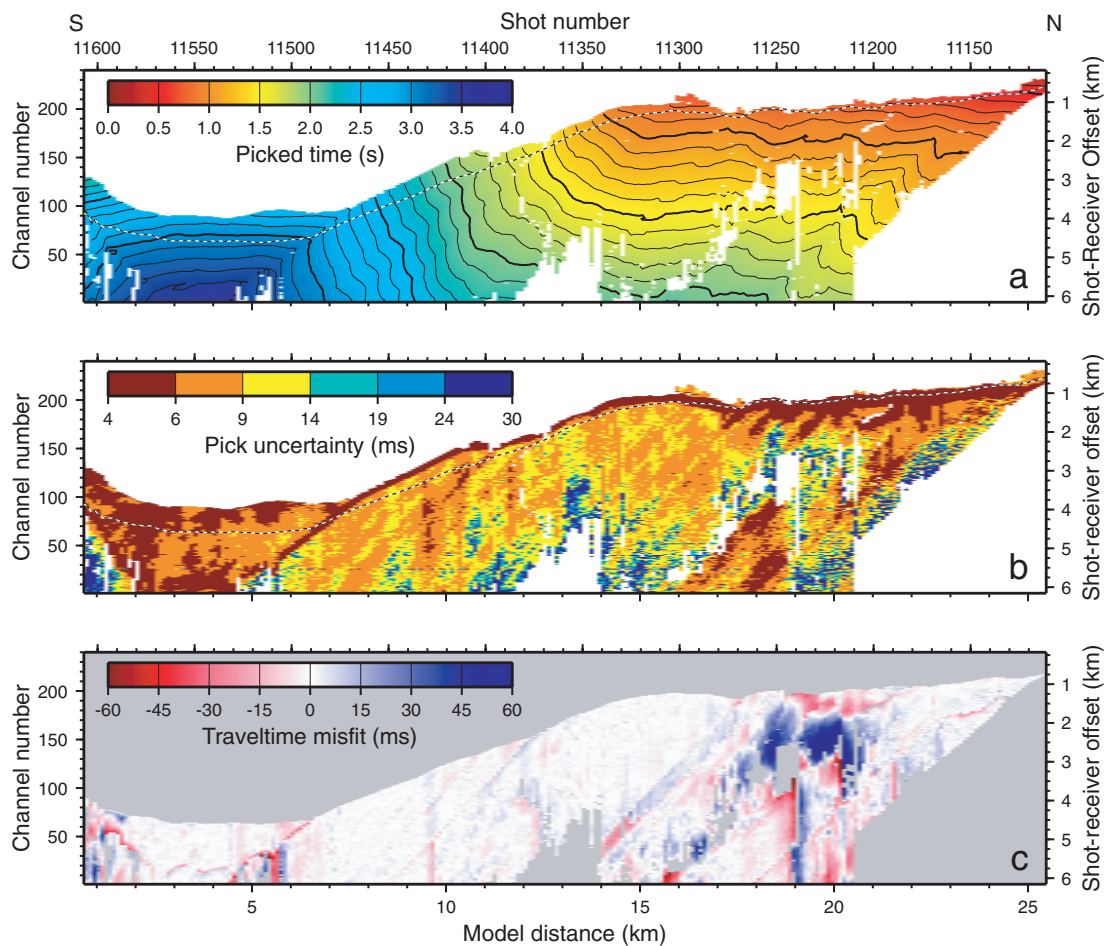 S Shot number N
11600 11550 11500 11450 11400 11350 11300 11250 11200 11150
Channel number
200
150
100
50
0.0 0.5 1.0 1.5 2.0 2.5 3.0 3.5 4.0
Picked time (s)
1
2
3
4
5
6
Shot-Receiver Offset (km)
a
Channel number
200
150
100
50
4 6 9 14 19 24 30
Pick uncertainty (ms)
1
2
3
4
5
6
Shot-receiver offset (km)
b
Channel number
200
150
100
50
-60 -45 -30 -15 0 15 30 45 60
Traveltime misfit (ms)
1
2
3
4
5
6
Shot-receiver offset (km)
c
5 10 15 20 25
Model distance (km)